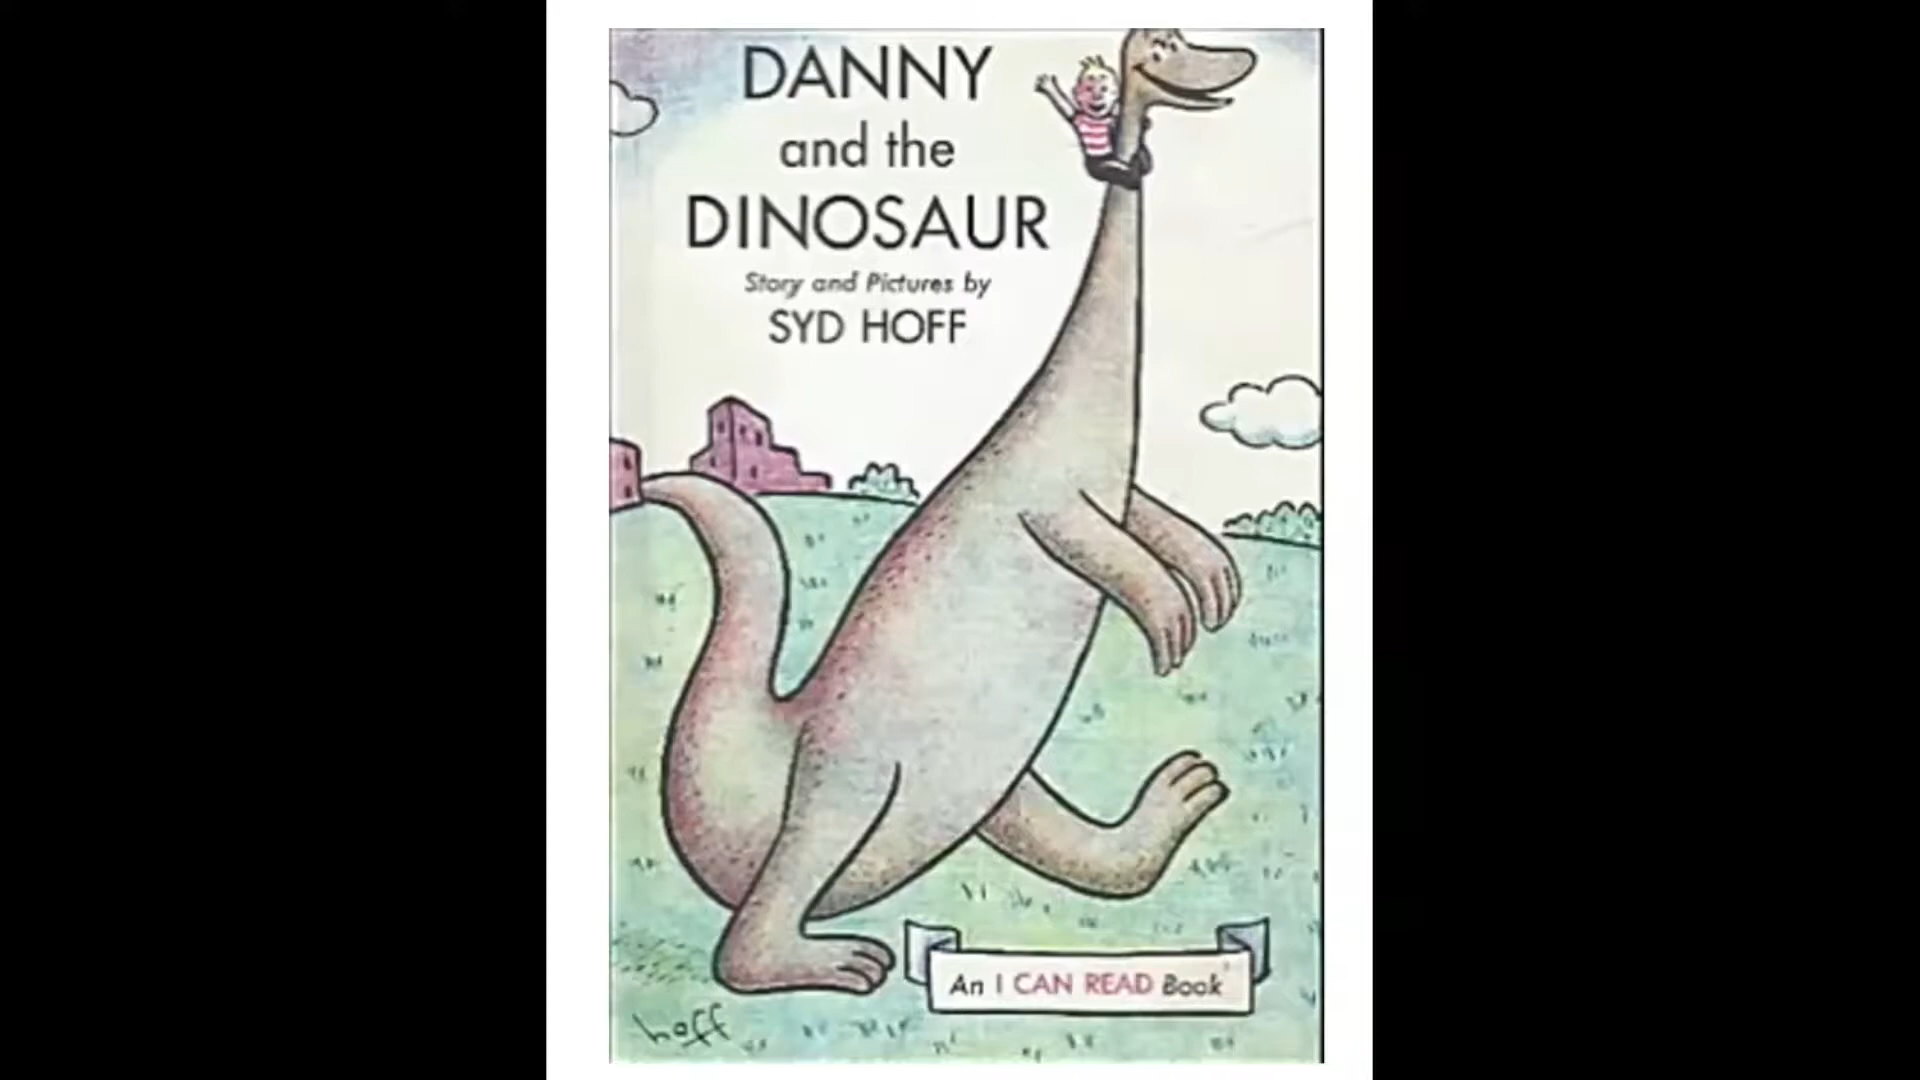 DANNY
and the
DINOSAUR
Story and Pictures by
SYD HOFF
An I CAN READ Book
hoff